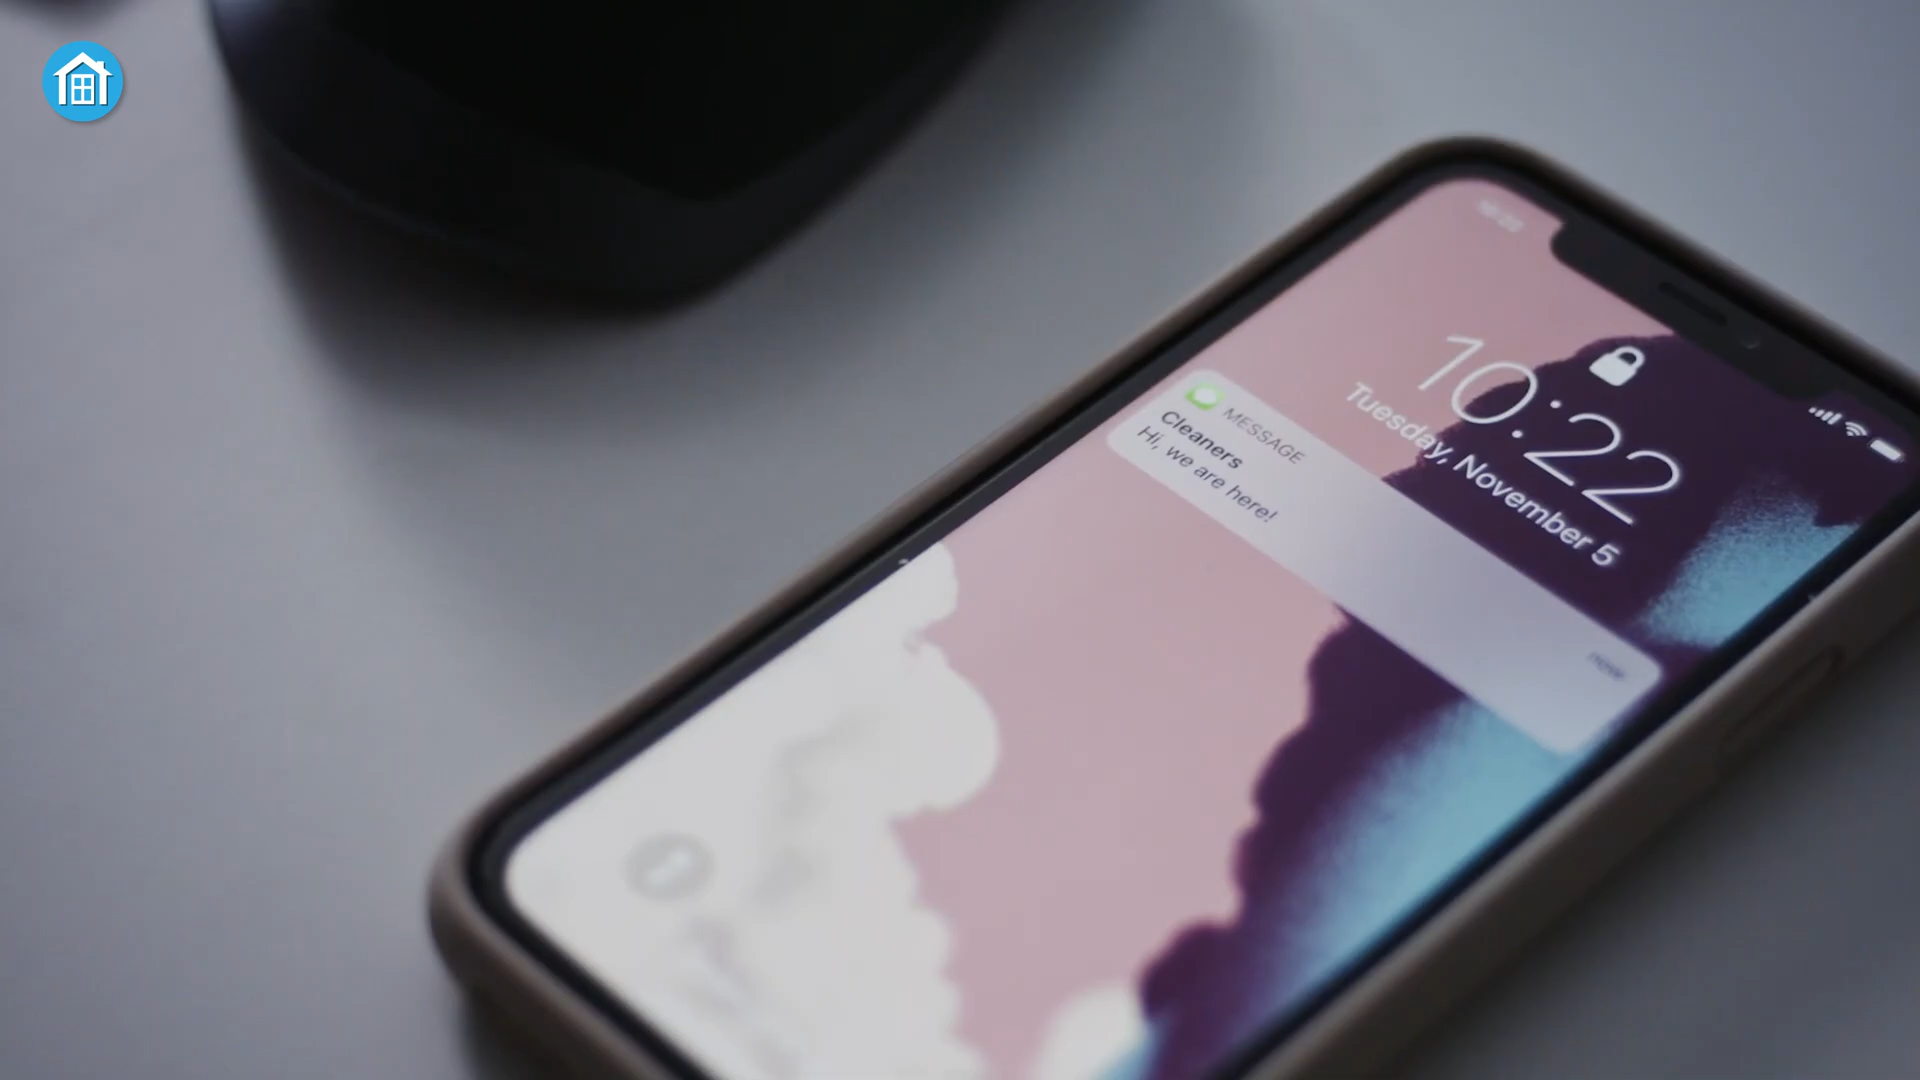 10:22
Tuesday, November 5
MESSAGE
now
Cleaners
Hi, we are here!